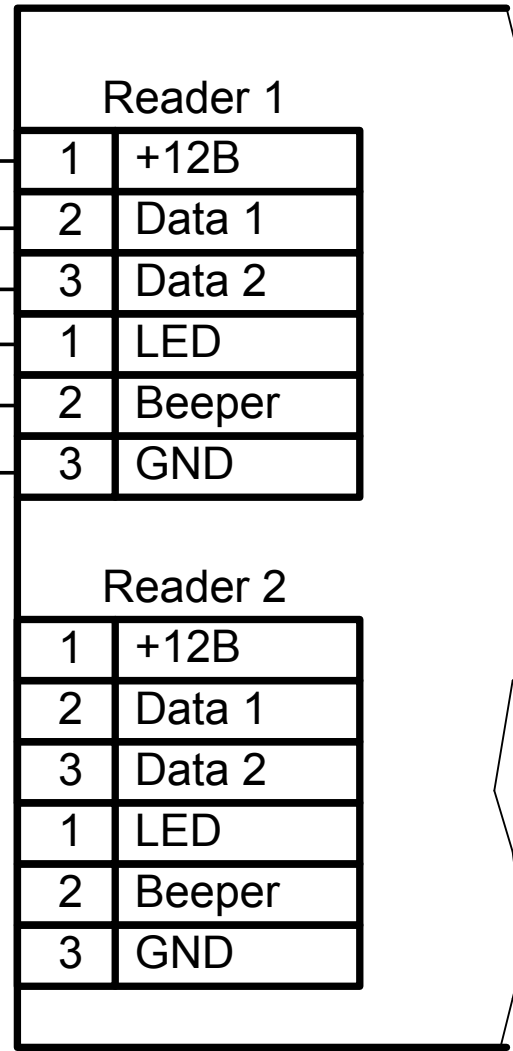 Reader 1
1 +12B
2 Data 1
3 Data 2
1 LED
2 Beeper
3 GND
Reader 2
1 +12B
2 Data 1
3 Data 2
1 LED
2 Beeper
3 GND